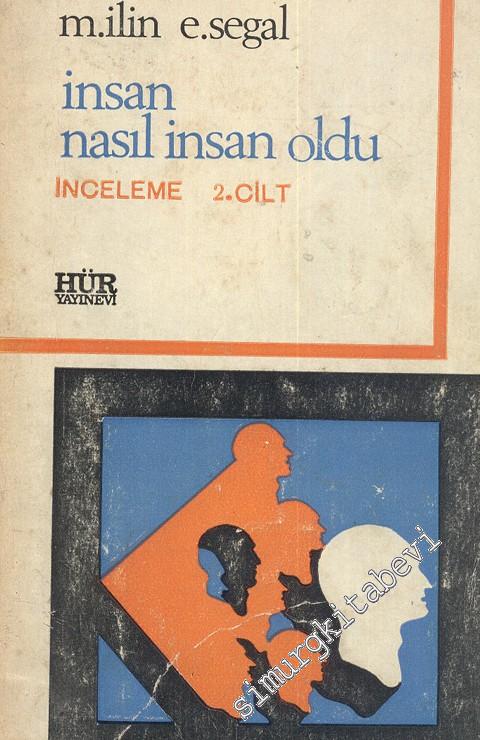 m.ilin e.segal
insan
nasıl insan oldu
İNCELEME 2.CİLT
HÜR
YAYINEVİ
simurgkitabevi